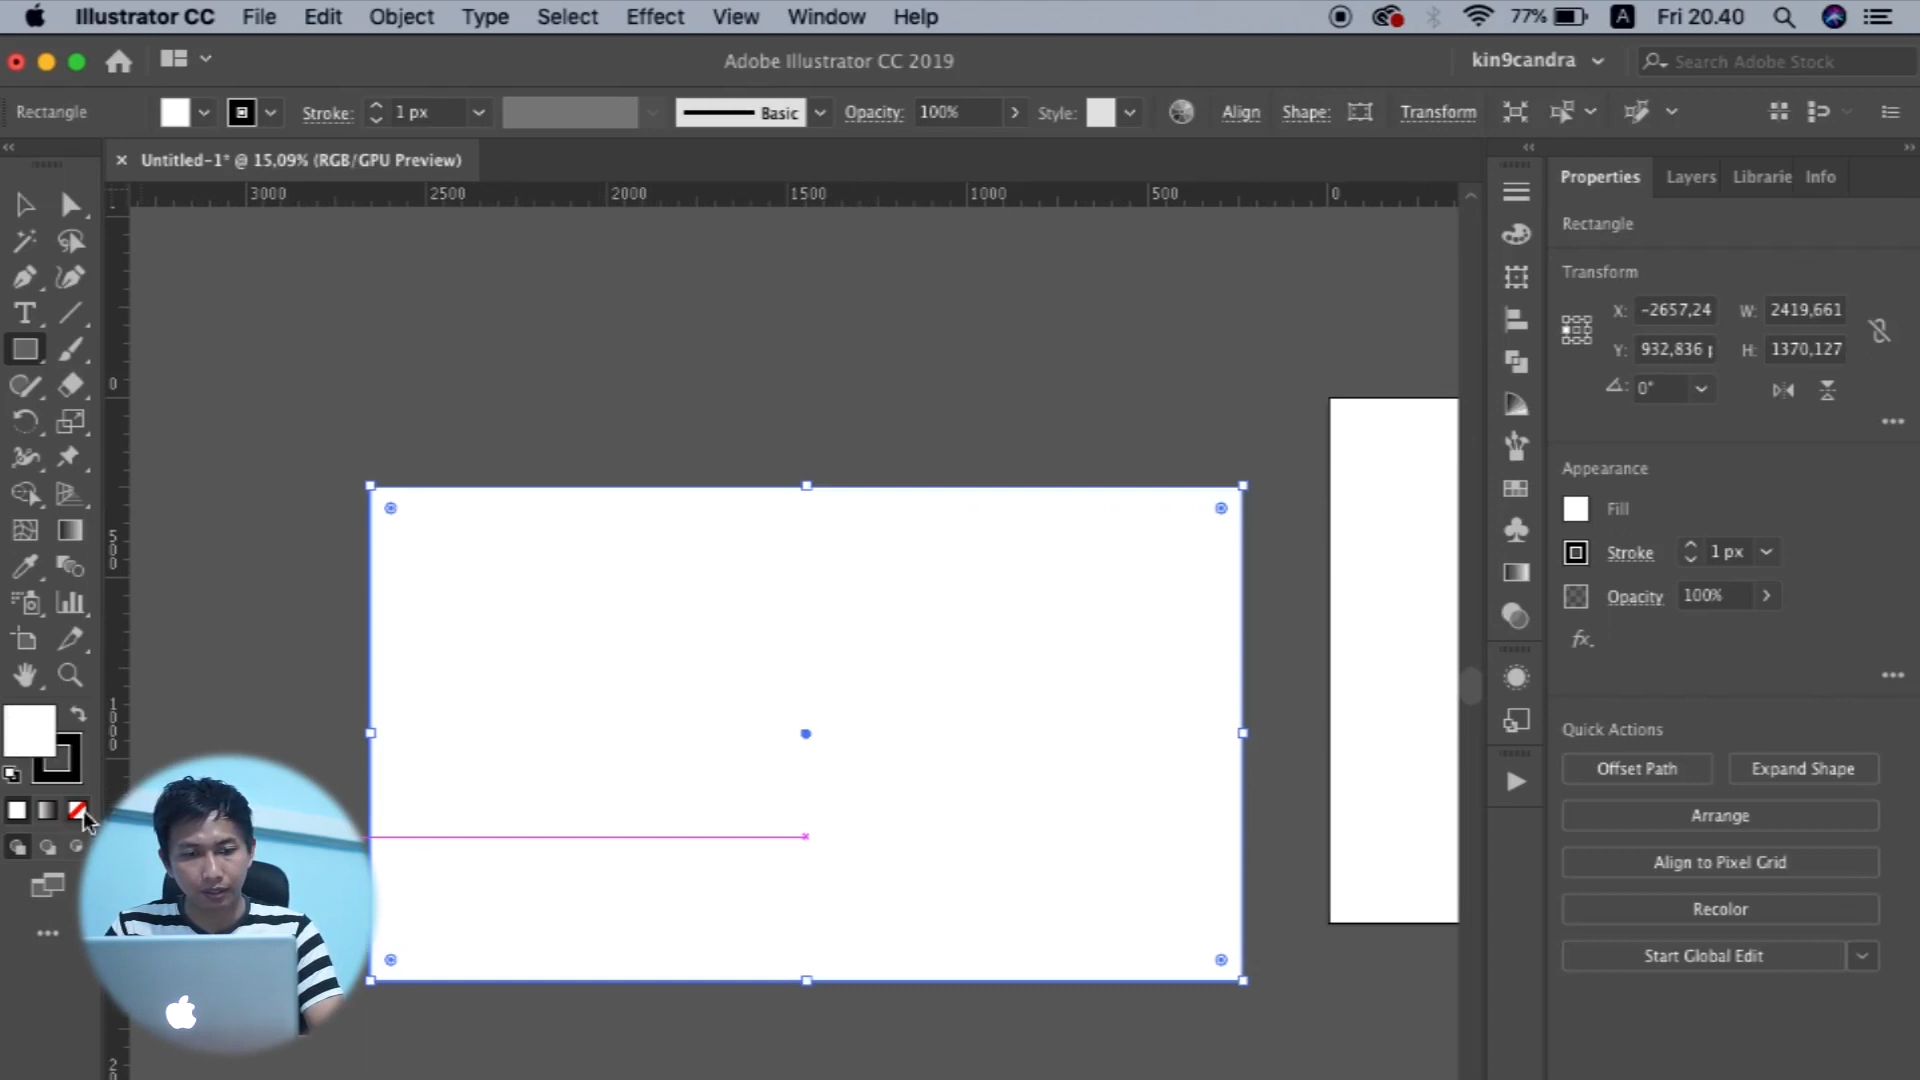 Illustrator CC File Edit Object Type Select Effect View Window Help 77% A Fri 20.40
Adobe Illustrator CC 2019 kin9candra Search Adobe Stock
Rectangle Stroke: 1 px Basic Opacity: 100% Style: Align Shape: Transform
× Untitled-1* @ 15,09% (RGB/GPU Preview)
3000 2500 2000 1500 1000 500 0
0
500
1000
Properties Layers Librarie Info
Rectangle
Transform
X: -2657,24 W: 2419,661
Y: 932,836 p H: 1370,127
0°
Appearance
Fill
Stroke 1 px
Opacity 100%
fx.
Quick Actions
Offset Path Expand Shape
Arrange
Align to Pixel Grid
Recolor
Start Global Edit